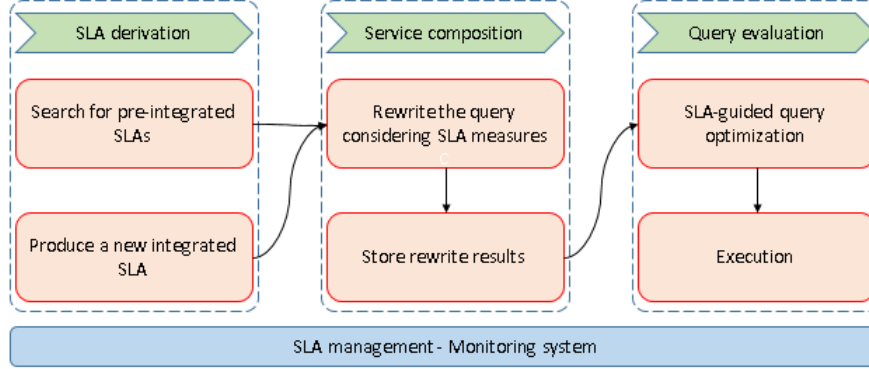 SLA derivation
Service composition
Query evaluation
Search for pre-integrated
SLAs
Rewrite the query
considering SLA measures
C
SLA-guided query
optimization
Produce a new integrated
SLA
Store rewrite results
Execution
SLA management - Monitoring system